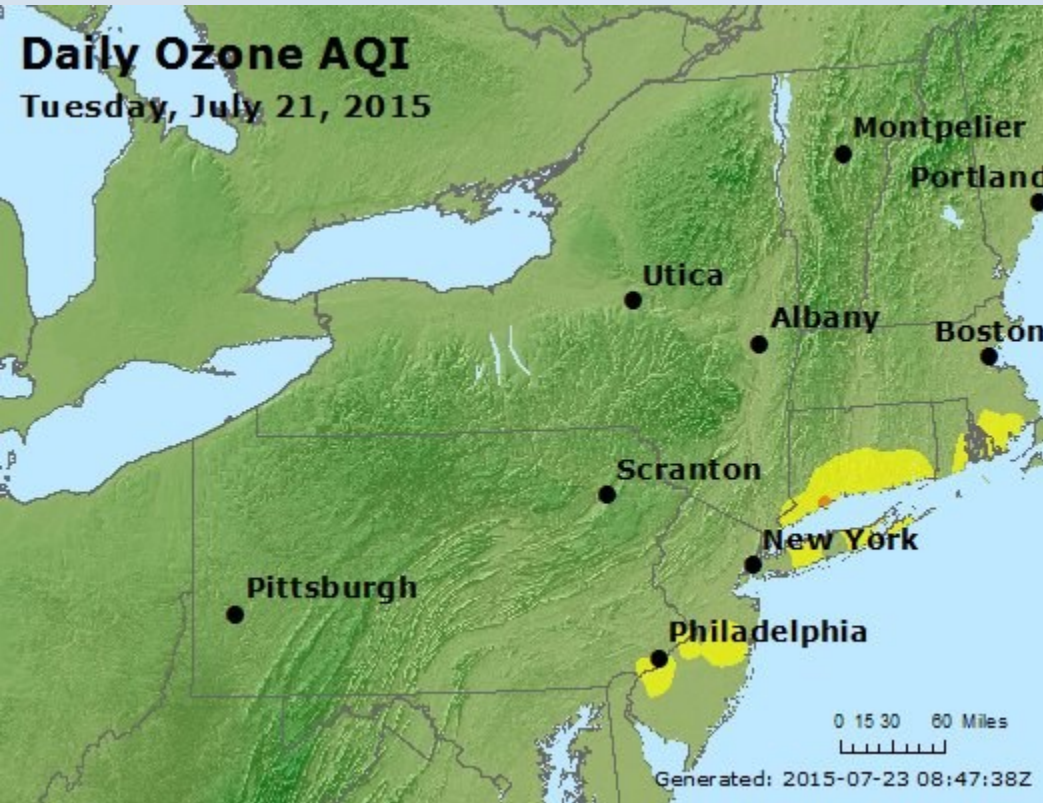 Daily Ozone AQI
Tuesday, July 21, 2015
Montpelier
Portland
Utica
Albany
Boston
Scranton
New York
Pittsburgh
Philadelphia
0 15 30 60 Miles
Generated: 2015-07-23 08:47:38Z